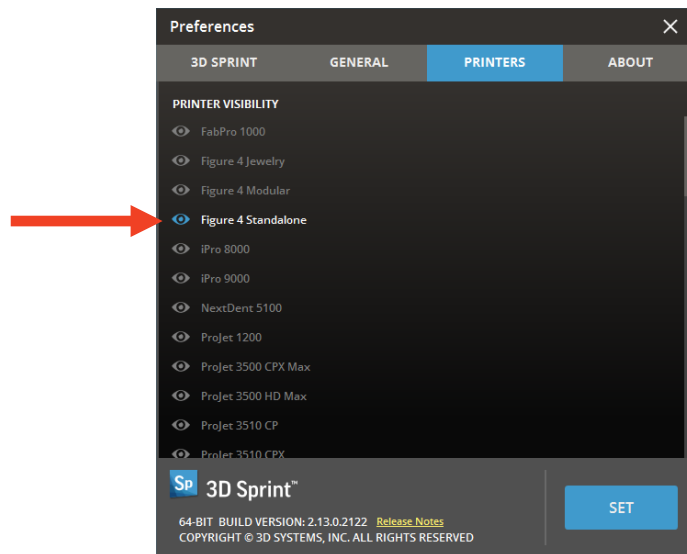 Preferences
3D SPRINT GENERAL PRINTERS ABOUT
PRINTER VISIBILITY
FabPro 1000
Figure 4 Jewelry
Figure 4 Modular
Figure 4 Standalone
iPro 8000
iPro 9000
NextDent 5100
ProJet 1200
ProJet 3500 CPX Max
ProJet 3500 HD Max
ProJet 3510 CP
ProJet 3510 CPX
Sp 3D Sprint™
SET
64-BIT BUILD VERSION: 2.13.0.2122 Release Notes
COPYRIGHT © 3D SYSTEMS, INC. ALL RIGHTS RESERVED